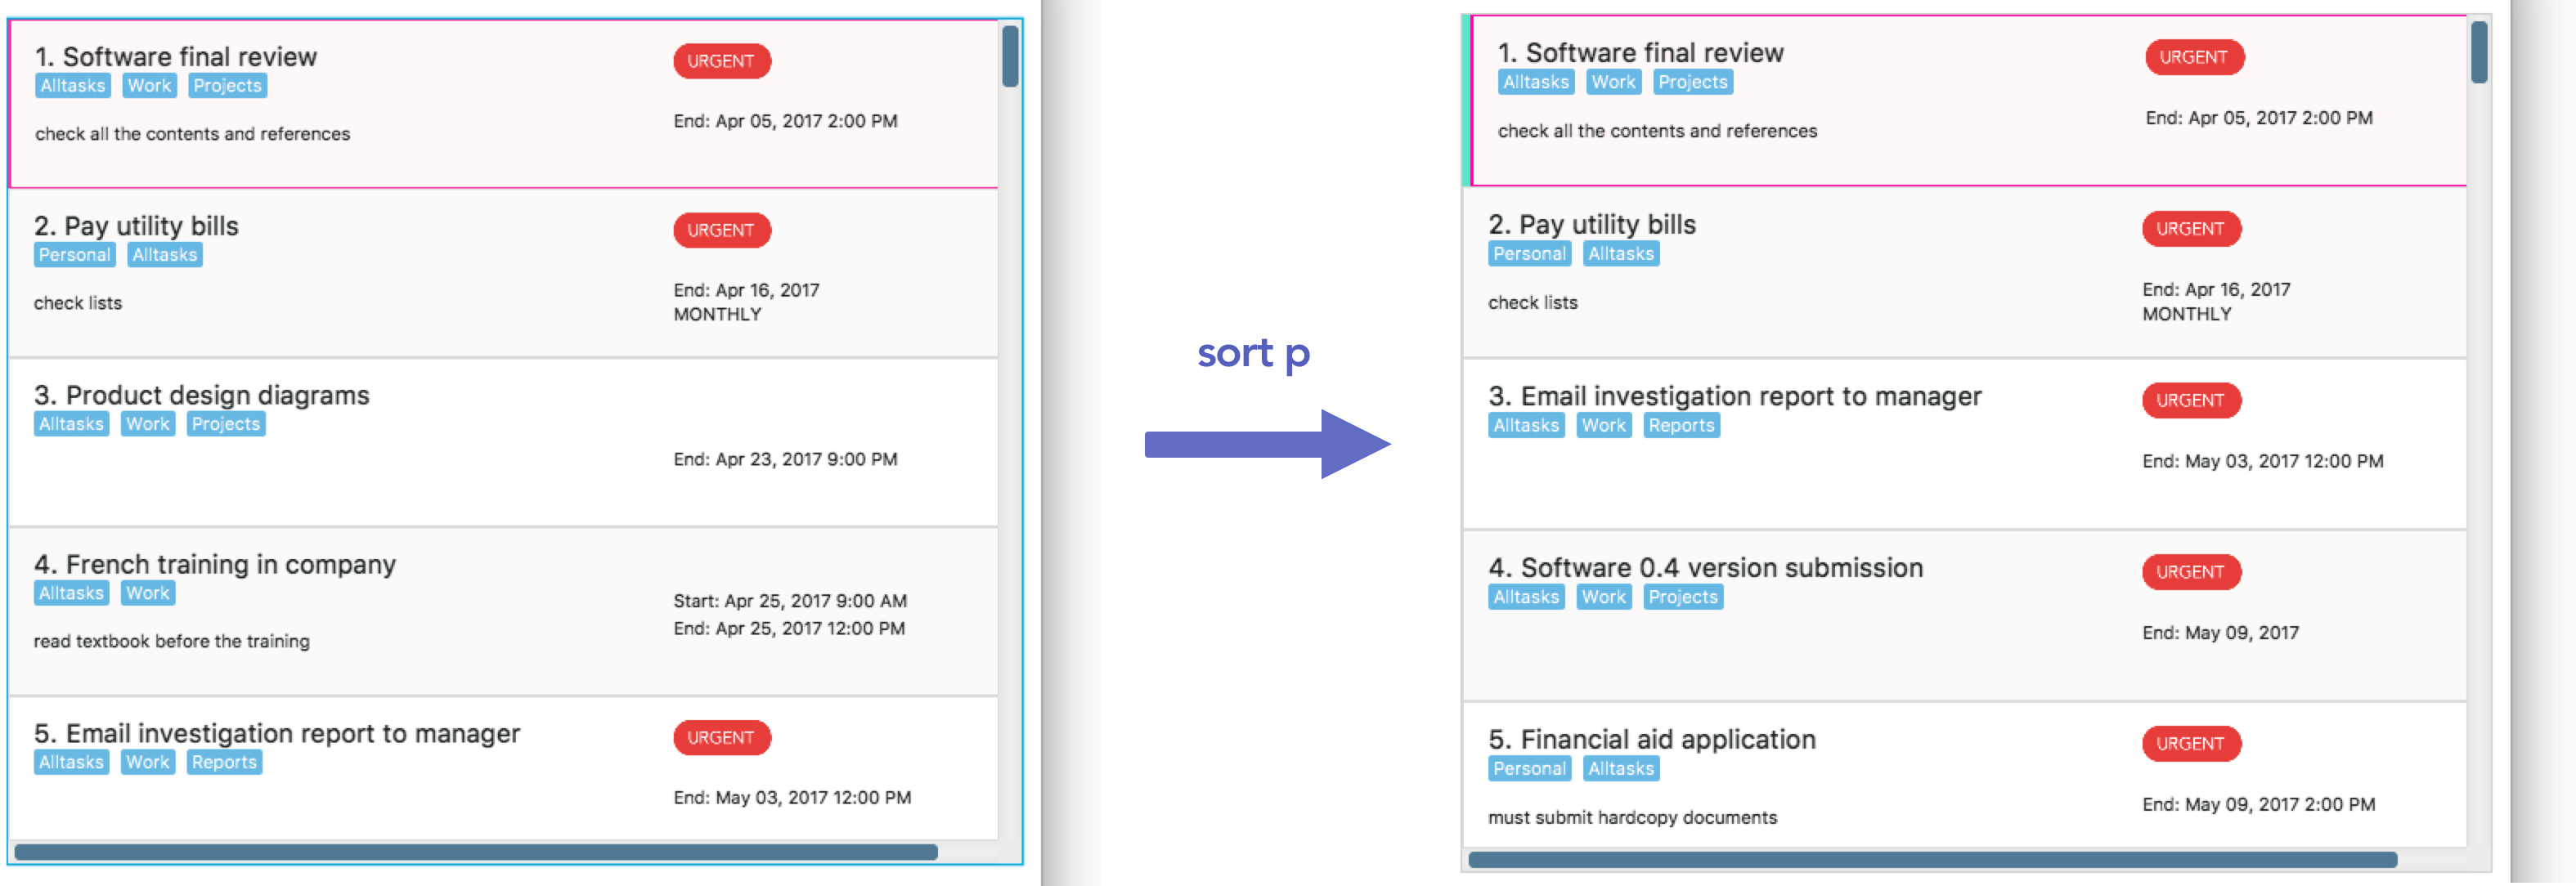 1. Software final review
URGENT
Alltasks Work Projects
End: Apr 05, 2017 2:00 PM
check all the contents and references
2. Pay utility bills
URGENT
Personal Alltasks
End: Apr 16, 2017
check lists
MONTHLY
3. Product design diagrams
Alltasks Work Projects
End: Apr 23, 2017 9:00 PM
4. French training in company
Alltasks Work
Start: Apr 25, 2017 9:00 AM
End: Apr 25, 2017 12:00 PM
read textbook before the training
5. Email investigation report to manager
URGENT
Alltasks Work Reports
End: May 03, 2017 12:00 PM
sort p
1. Software final review
URGENT
Alltasks Work Projects
End: Apr 05, 2017 2:00 PM
check all the contents and references
2. Pay utility bills
URGENT
Personal Alltasks
End: Apr 16, 2017
check lists
MONTHLY
3. Email investigation report to manager
URGENT
Alltasks Work Reports
End: May 03, 2017 12:00 PM
4. Software 0.4 version submission
URGENT
Alltasks Work Projects
End: May 09, 2017
5. Financial aid application
URGENT
Personal Alltasks
End: May 09, 2017 2:00 PM
must submit hardcopy documents